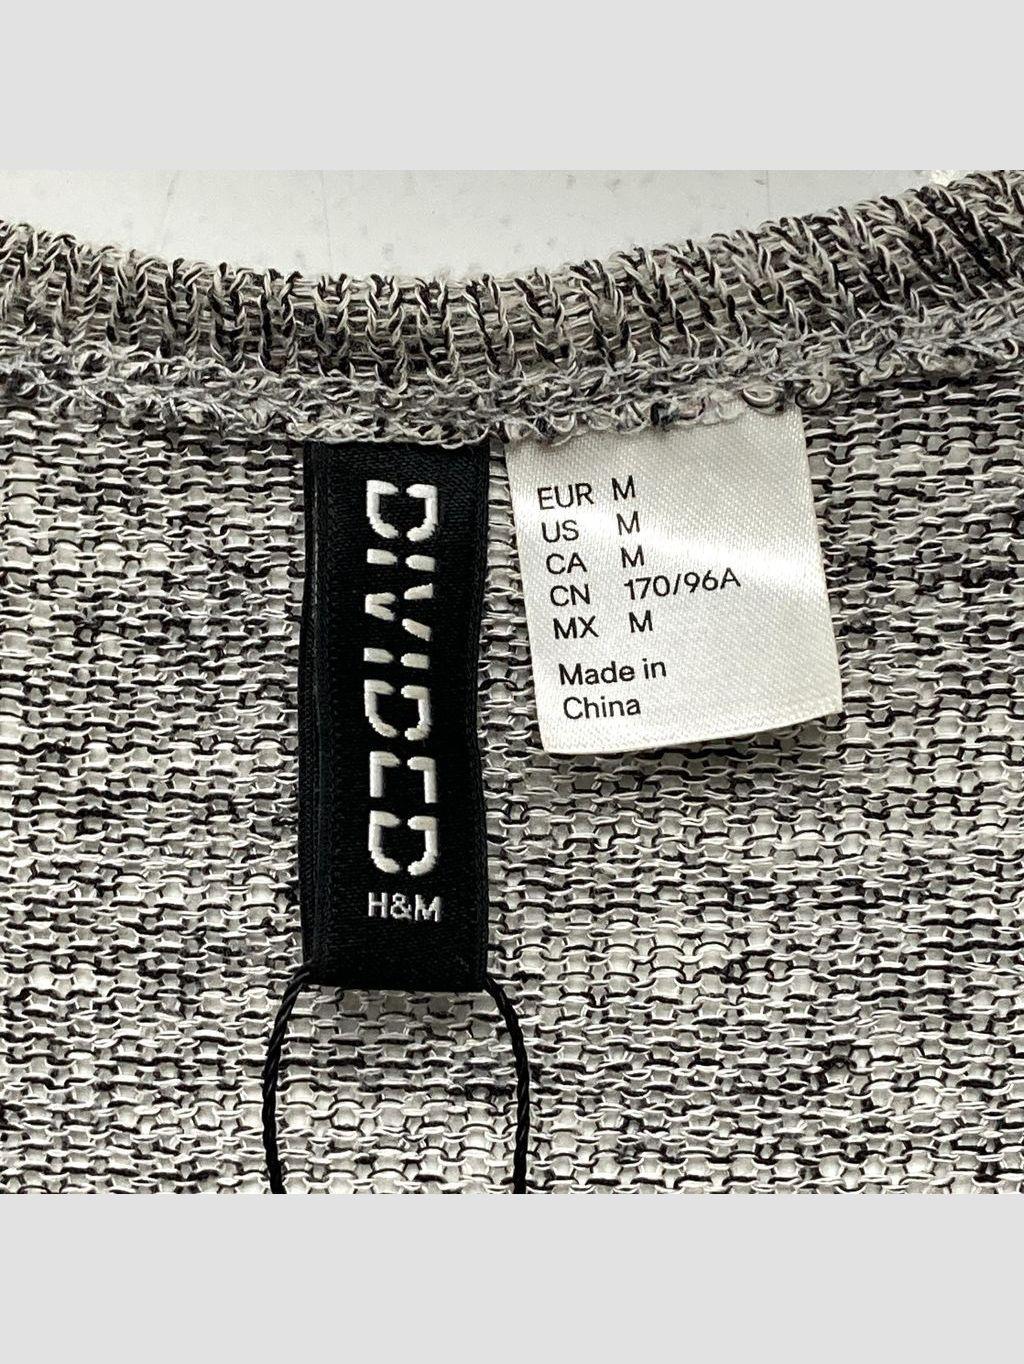 DIVIDED
H&M
EUR M
US M
CA M
CN 170/96A
MX M
Made in
China